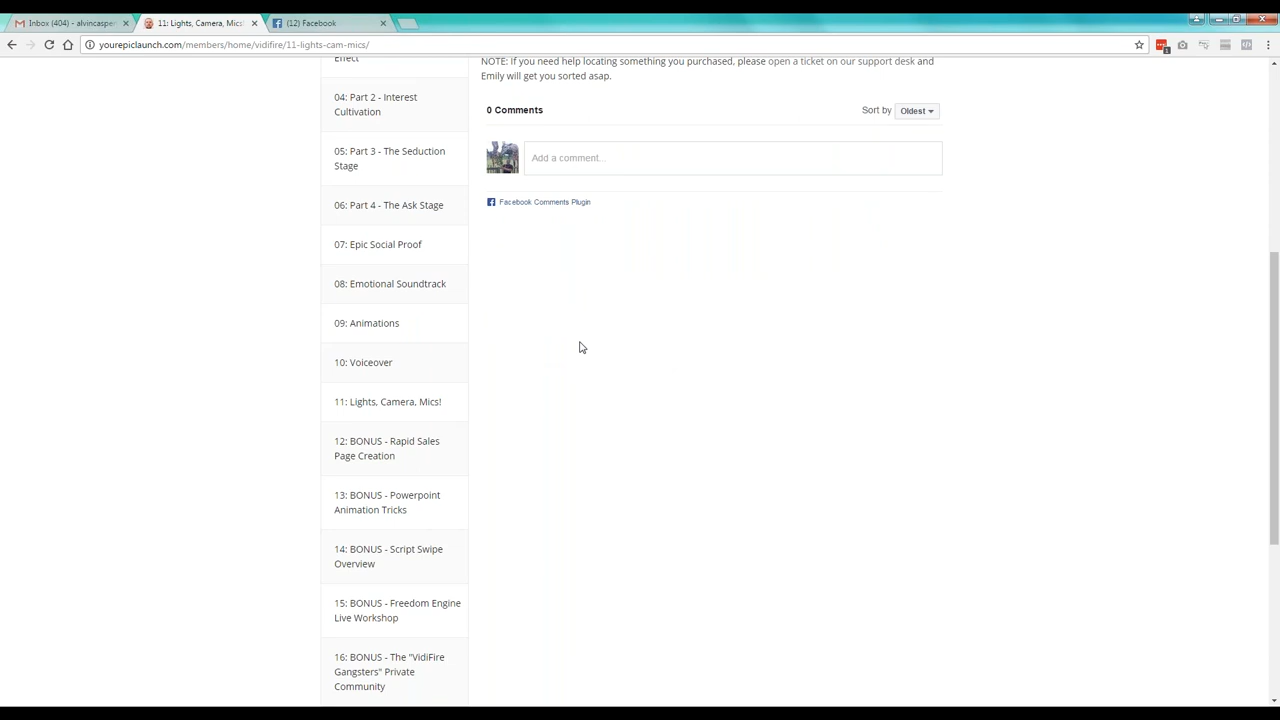 Inbox (404) - alvincasper
11: Lights, Camera, Mics!
(12) Facebook
yourepiclaunch.com/members/home/vidifire/11-lights-cam-mics/
Effect
04: Part 2 - Interest
Cultivation
05: Part 3 - The Seduction
Stage
06: Part 4 - The Ask Stage
07: Epic Social Proof
08: Emotional Soundtrack
09: Animations
10: Voiceover
11: Lights, Camera, Mics!
12: BONUS - Rapid Sales
Page Creation
13: BONUS - Powerpoint
Animation Tricks
14: BONUS - Script Swipe
Overview
15: BONUS - Freedom Engine
Live Workshop
16: BONUS - The "VidiFire
Gangsters" Private
Community
NOTE: if you need help locating something you purchased, please open a ticket on our support desk and
Emily will get you sorted asap.
0 Comments
Sort by Oldest
Add a comment...
Facebook Comments Plugin